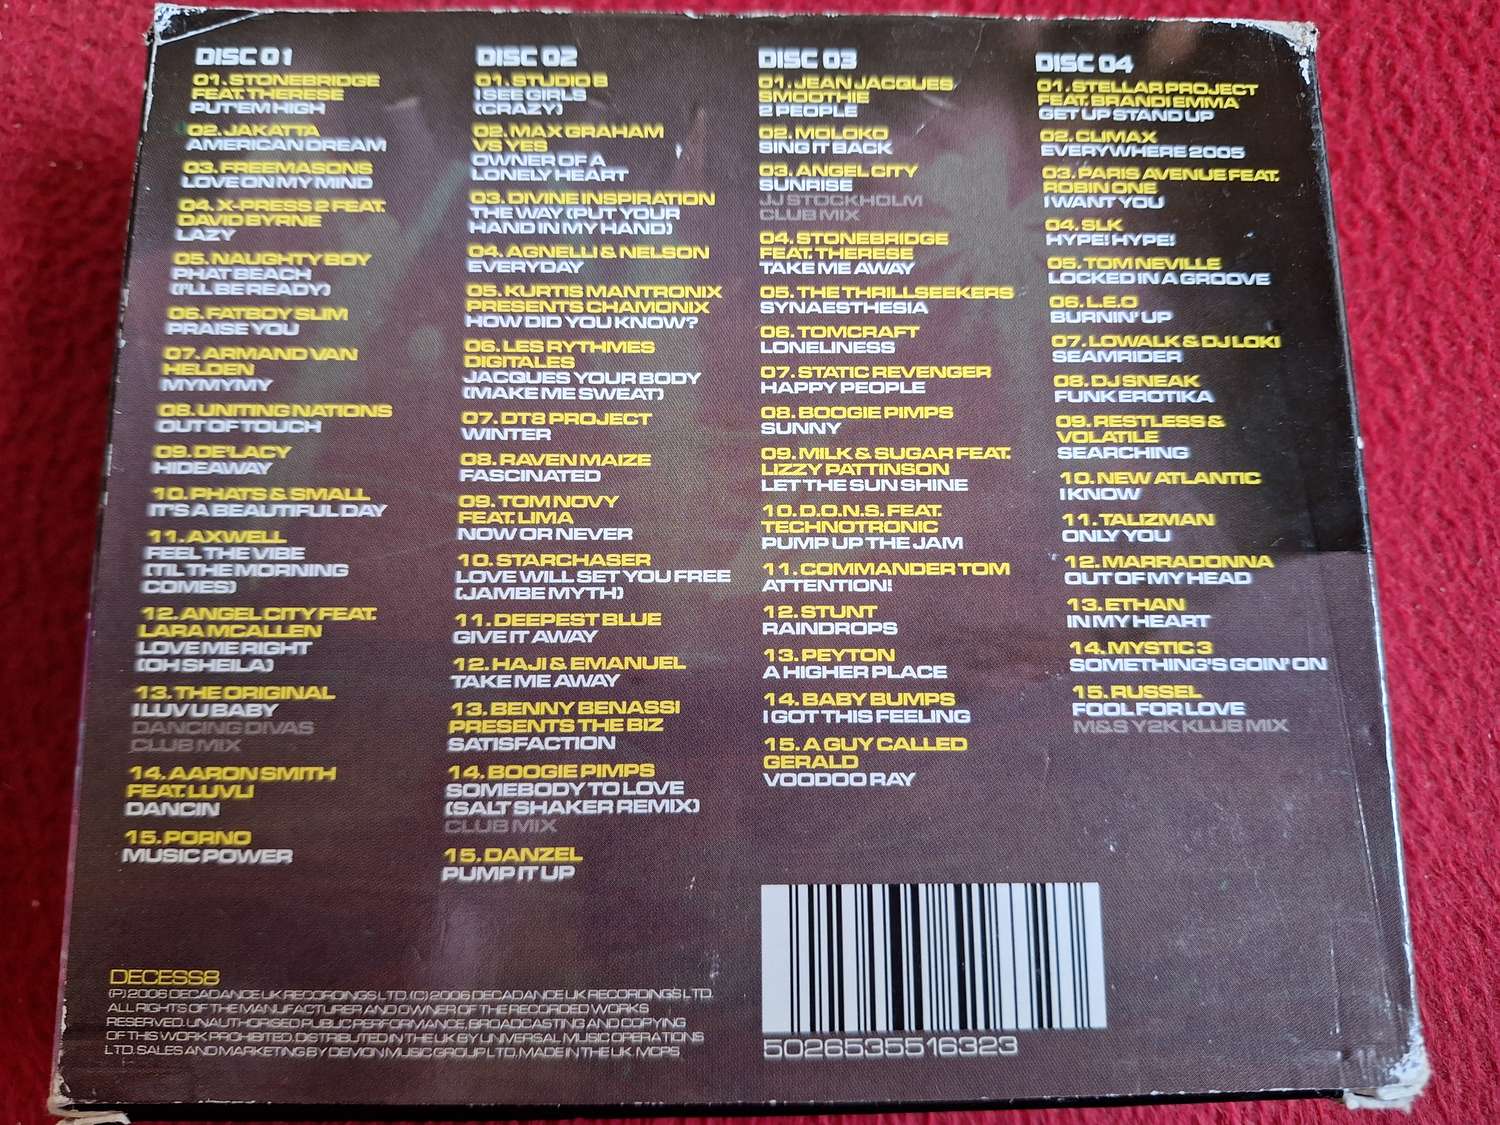 DISC 01
01. STONEBRIDGE
FEAT. THERESE
PUT 'EM HIGH
02. JAKATTA
AMERICAN DREAM
03. FREEMASONS
LOVE ON MY MIND
04. X-PRESS 2 FEAT.
DAVID BYRNE
LAZY
05. NAUGHTY BOY
PHAT BEACH
(I'LL BE READY)
06. FATBOY SLIM
PRAISE YOU
07. ARMAND VAN
HELDEN
MYMYMY
08. UNITING NATIONS
OUT OF TOUCH
09. DE'LACY
HIDEAWAY
10. PHATS & SMALL
IT'S A BEAUTIFUL DAY
11. AXWELL
FEEL THE VIBE
('TIL THE MORNING
COMES)
12. ANGEL CITY FEAT.
LARA MCALLEN
LOVE ME RIGHT
(OH SHEILA)
13. THE ORIGINAL
I LUV U BABY
DANCING DIVAS
CLUB MIX
14. AARON SMITH
FEAT. LUVLI
DANCIN
15. PORNO
MUSIC POWER
DISC 02
01. STUDIO B
I SEE GIRLS
(CRAZY)
02. MAX GRAHAM
VS YES
OWNER OF A
LONELY HEART
03. DIVINE INSPIRATION
THE WAY (PUT YOUR
HAND IN MY HAND)
04. AGNELLI & NELSON
EVERYDAY
05. KURTIS MANTRONIX
PRESENTS CHAMONIX
HOW DID YOU KNOW?
06. LES RYTHMES
DIGITALES
JACQUES YOUR BODY
(MAKE ME SWEAT)
07. DT8 PROJECT
WINTER
08. RAVEN MAIZE
FASCINATED
09. TOM NOVY
FEAT. LIMA
NOW OR NEVER
10. STARCHASER
LOVE WILL SET YOU FREE
(JAMBE MYTH)
11. DEEPEST BLUE
GIVE IT AWAY
12. HAJI & EMANUEL
TAKE ME AWAY
13. BENNY BENASSI
PRESENTS THE BIZ
SATISFACTION
14. BOOGIE PIMPS
SOMEBODY TO LOVE
(SALT SHAKER REMIX)
CLUB MIX
15. DANZEL
PUMP IT UP
DISC 03
01. JEAN JACQUES
SMOOTHIE
2 PEOPLE
02. MOLOKO
SING IT BACK
03. ANGEL CITY
SUNRISE
JJ STOCKHOLM
CLUB MIX
04. STONEBRIDGE
FEAT. THERESE
TAKE ME AWAY
05. THE THRILLSEEKERS
SYNAESTHESIA
06. TOMCRAFT
LONELINESS
07. STATIC REVENGER
HAPPY PEOPLE
08. BOOGIE PIMPS
SUNNY
09. MILK & SUGAR FEAT.
LIZZY PATTINSON
LET THE SUN SHINE
10. D.O.N.S. FEAT.
TECHNOTRONIC
PUMP UP THE JAM
11. COMMANDER TOM
ATTENTION!
12. STUNT
RAINDROPS
13. PEYTON
A HIGHER PLACE
14. BABY BUMPS
I GOT THIS FEELING
15. A GUY CALLED
GERALD
VOODOO RAY
DISC 04
01. STELLAR PROJECT
FEAT. BRANDI EMMA
GET UP STAND UP
02. CLIMAX
EVERYWHERE 2005
03. PARIS AVENUE FEAT.
ROBIN ONE
I WANT YOU
04. SLK
HYPE! HYPE!
05. TOM NEVILLE
LOCKED IN A GROOVE
06. L.E.O
BURNIN' UP
07. LOWALK & DJ LOKI
SEAMRIDER
08. DJ SNEAK
FUNK EROTIKA
09. RESTLESS &
VOLATILE
SEARCHING
10. NEW ATLANTIC
I KNOW
11. TALIZMAN
ONLY YOU
12. MARRADONNA
OUT OF MY HEAD
13. ETHAN
IN MY HEART
14. MYSTIC 3
SOMETHING'S GOIN' ON
15. RUSSEL
FOOL FOR LOVE
M&S Y2K KLUB MIX
DECESS8
(P) 2006 DECADANCE UK RECORDINGS LTD. (C) 2006 DECADANCE UK RECORDINGS LTD.
ALL RIGHTS OF THE MANUFACTURER AND OWNER OF THE RECORDED WORKS
RESERVED. UNAUTHORISED PUBLIC PERFORMANCE, BROADCASTING AND COPYING
OF THIS WORK PROHIBITED. DISTRIBUTED IN THE UK BY UNIVERSAL MUSIC OPERATIONS
LTD. SALES AND MARKETING BY DEMON MUSIC GROUP LTD. MADE IN THE UK. MCPS
5026535516323